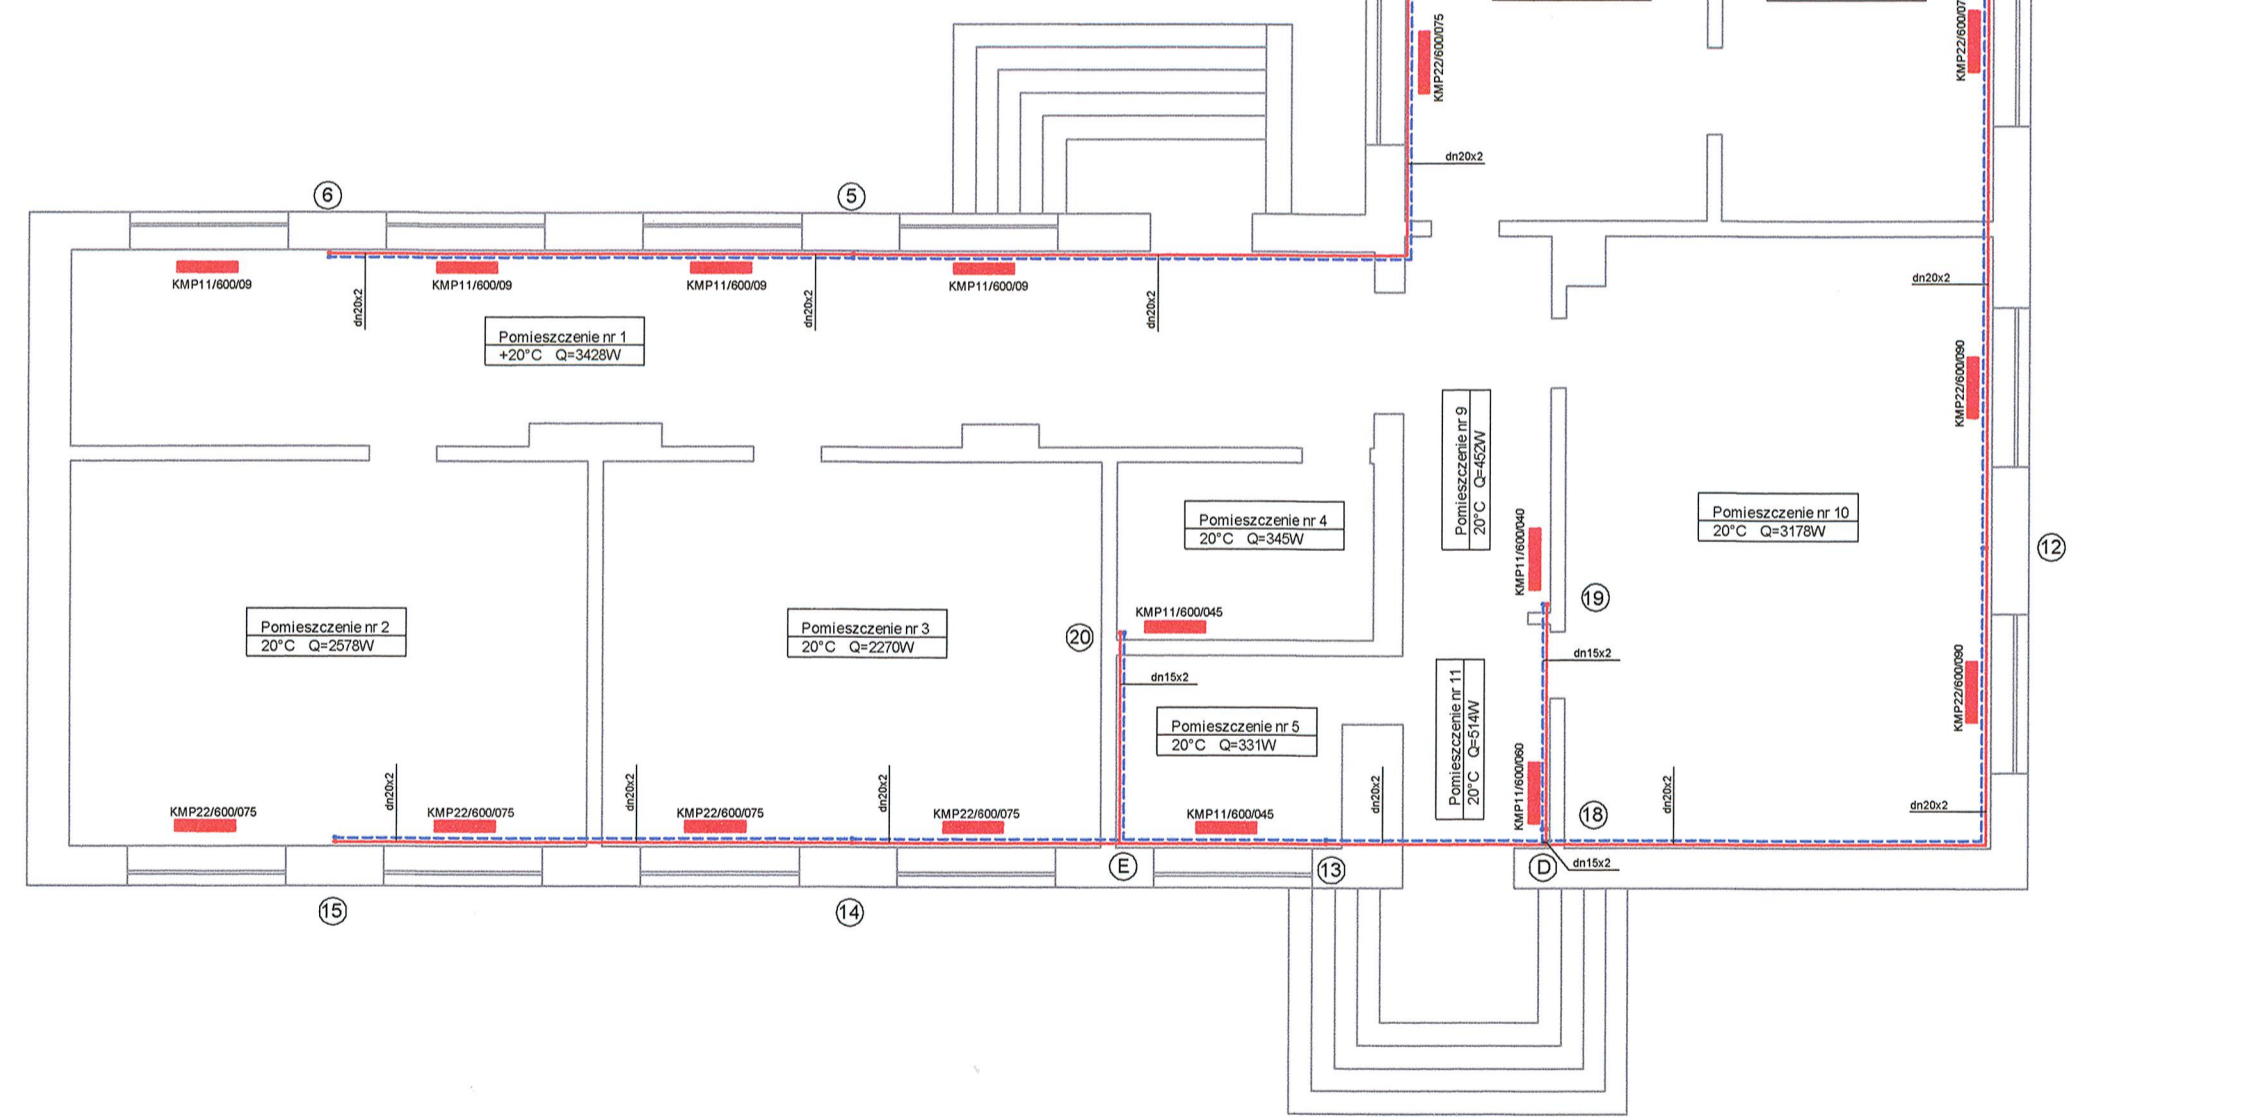 KMP22/600/075
KMP22/600/07
dn20x2
6
5
KMP11/600/09
KMP11/600/09
KMP11/600/09
KMP11/600/09
dn20x2
dn20x2
dn20x2
dn20x2
Pomieszczenie nr 1
+20°C Q=3428W
KMP22/600/090
Pomieszczenie nr 9
20°C Q=452W
Pomieszczenie nr 4
20°C Q=345W
Pomieszczenie nr 10
20°C Q=3178W
12
KMP11/600/040
19
KMP11/600/045
20
Pomieszczenie nr 2
20°C Q=2578W
Pomieszczenie nr 3
20°C Q=2270W
dn15x2
dn15x2
Pomieszczenie nr 11
20°C Q=514W
KMP22/600/090
Pomieszczenie nr 5
20°C Q=331W
dn20x2
dn20x2
dn20x2
dn20x2
dn20x2
dn20x2
KMP22/600/075
KMP22/600/075
KMP22/600/075
KMP22/600/075
KMP11/600/045
KMP11/600/060
18
E
13
D
dn15x2
15
14